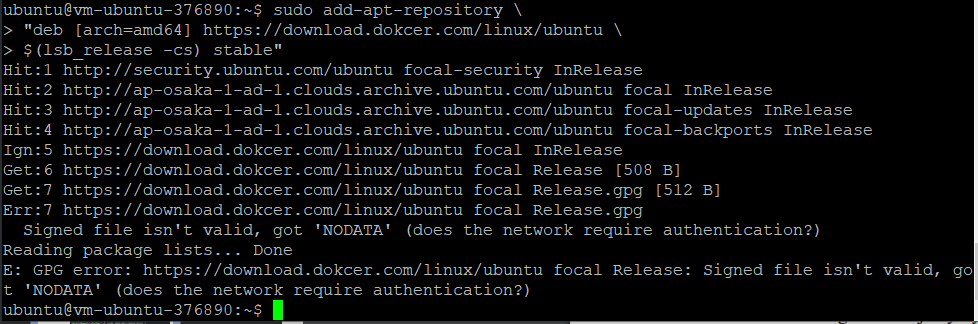 ubuntu@vm-ubuntu-376890:~$ sudo add-apt-repository \
> "deb [arch=amd64] https://download.dokcer.com/linux/ubuntu \
> $(lsb_release -cs) stable"
Hit:1 http://security.ubuntu.com/ubuntu focal-security InRelease
Hit:2 http://ap-osaka-1-ad-1.clouds.archive.ubuntu.com/ubuntu focal InRelease
Hit:3 http://ap-osaka-1-ad-1.clouds.archive.ubuntu.com/ubuntu focal-updates InRelease
Hit:4 http://ap-osaka-1-ad-1.clouds.archive.ubuntu.com/ubuntu focal-backports InRelease
Ign:5 https://download.dokcer.com/linux/ubuntu focal InRelease
Get:6 https://download.dokcer.com/linux/ubuntu focal Release [508 B]
Get:7 https://download.dokcer.com/linux/ubuntu focal Release.gpg [512 B]
Err:7 https://download.dokcer.com/linux/ubuntu focal Release.gpg
  Signed file isn't valid, got 'NODATA' (does the network require authentication?)
Reading package lists... Done
E: GPG error: https://download.dokcer.com/linux/ubuntu focal Release: Signed file isn't valid, go
t 'NODATA' (does the network require authentication?)
ubuntu@vm-ubuntu-376890:~$